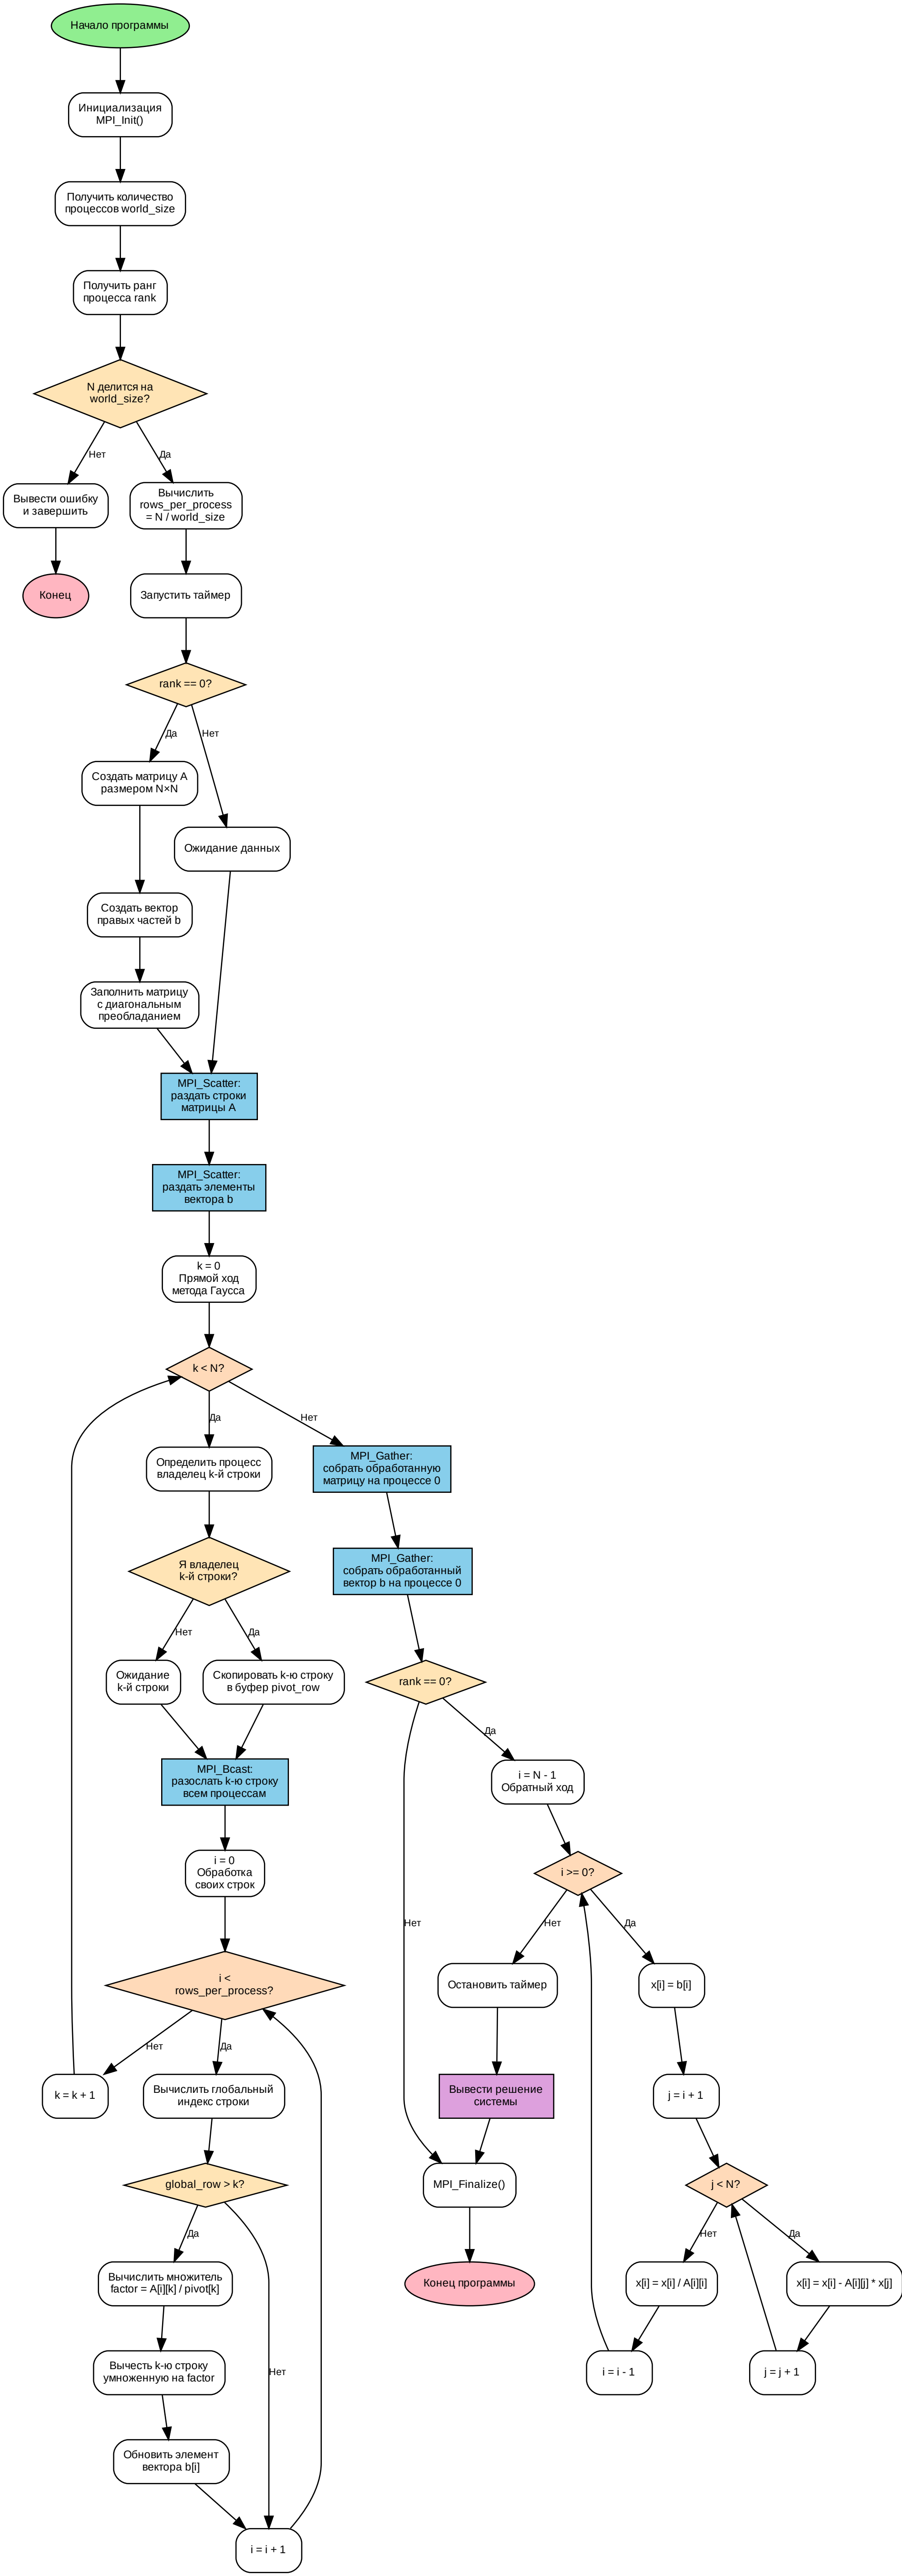 Начало программы
Инициализация
MPI_Init()
Получить количество
процессов world_size
Получить ранг
процесса rank
N делится на
world_size?
Нет
Да
Вывести ошибку
и завершить
Вычислить
rows_per_process
= N / world_size
Конец
Запустить таймер
rank == 0?
Да
Нет
Создать матрицу A
размером N×N
Ожидание данных
Создать вектор
правых частей b
Заполнить матрицу
с диагональным
преобладанием
MPI_Scatter:
раздать строки
матрицы A
MPI_Scatter:
раздать элементы
вектора b
k = 0
Прямой ход
метода Гаусса
k < N?
Да
Нет
Определить процесс
владелец k-й строки
MPI_Gather:
собрать обработанную
матрицу на процессе 0
Я владелец
k-й строки?
MPI_Gather:
собрать обработанный
вектор b на процессе 0
Нет
Да
Ожидание
k-й строки
Скопировать k-ю строку
в буфер pivot_row
rank == 0?
Да
Нет
MPI_Bcast:
разослать k-ю строку
всем процессам
i = N - 1
Обратный ход
i = 0
Обработка
своих строк
i >= 0?
Нет
Да
i <
rows_per_process?
Остановить таймер
x[i] = b[i]
Нет
Да
k = k + 1
Вычислить глобальный
индекс строки
Вывести решение
системы
j = i + 1
global_row > k?
Да
Нет
MPI_Finalize()
j < N?
Нет
Да
Вычислить множитель
factor = A[i][k] / pivot[k]
Конец программы
x[i] = x[i] / A[i][i]
x[i] = x[i] - A[i][j] * x[j]
Вычесть k-ю строку
умноженную на factor
i = i - 1
j = j + 1
Обновить элемент
вектора b[i]
i = i + 1